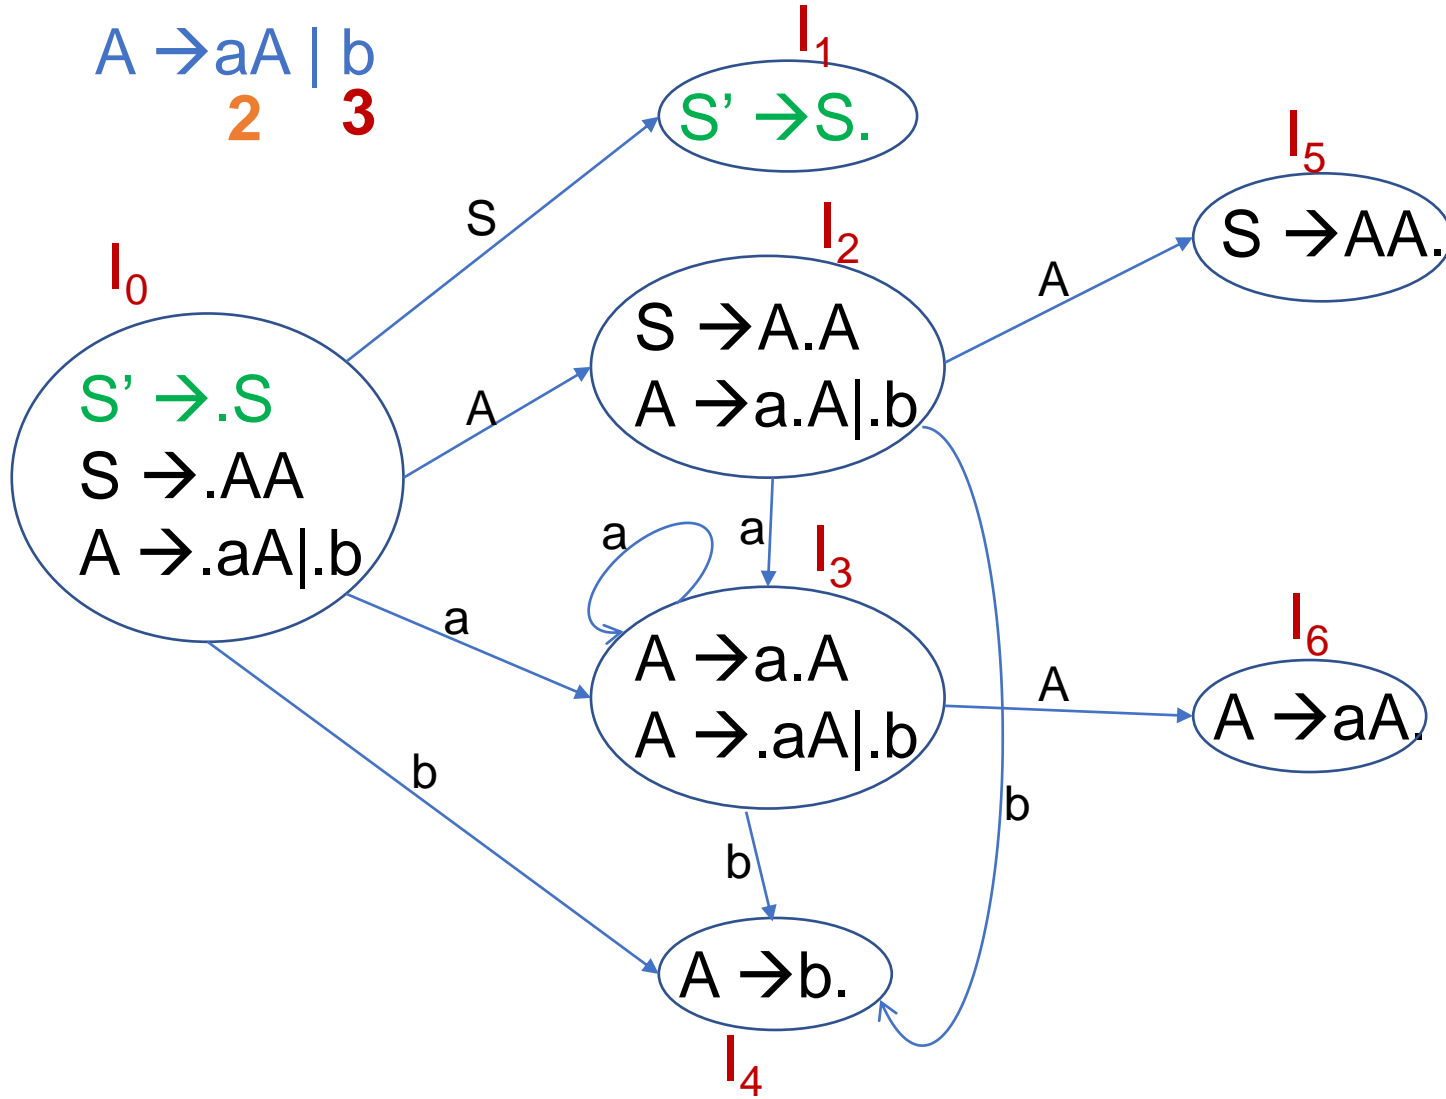 A →aA | b
2 3
I1
S' →S.
I5
S →AA.
S
I2
S →A.A
A →a.A|.b
A
I0
S' →.S
S →.AA
A →.aA|.b
A
a
a
I3
A →a.A
A →.aA|.b
a
A
I6
A →aA.
b
b
b
A →b.
I4